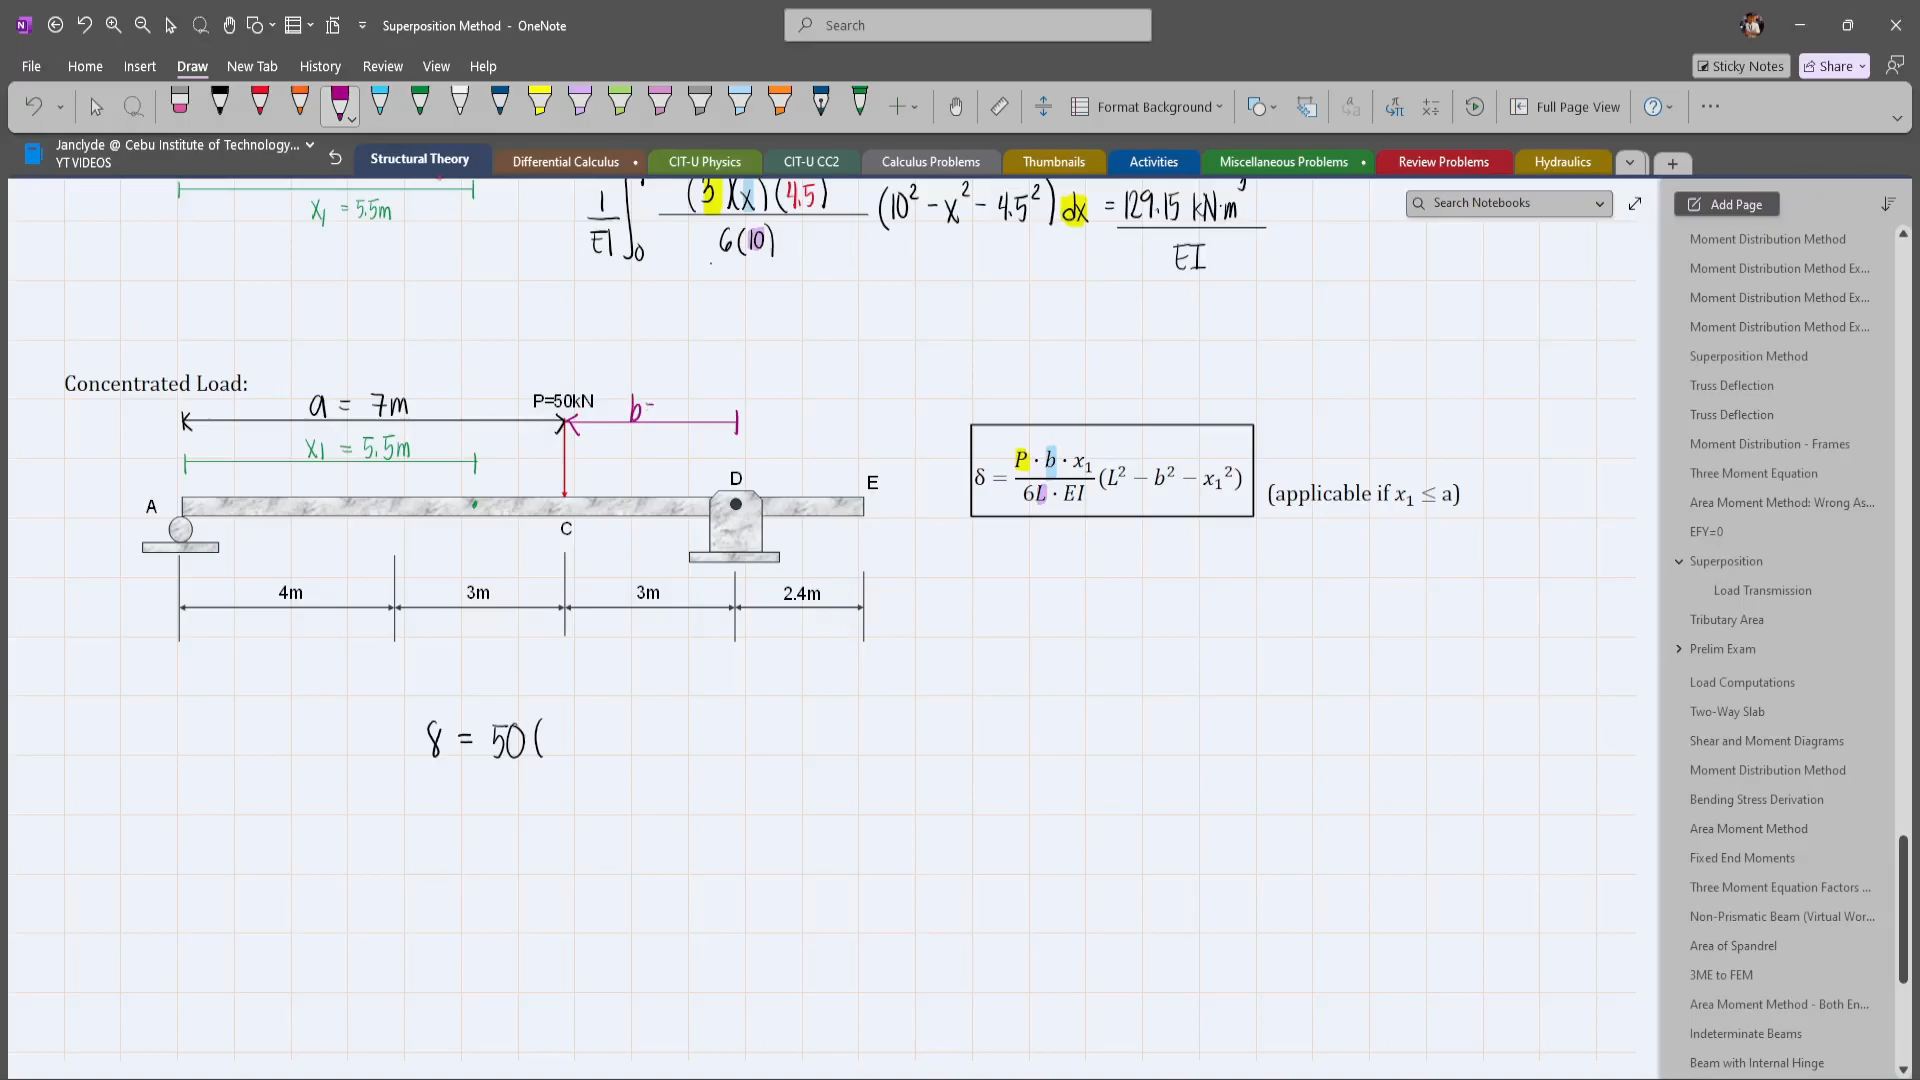 Superposition Method - OneNote
Search
File Home Insert Draw New Tab History Review View Help
Sticky Notes Share
Format Background Full Page View
Janclyde @ Cebu Institute of Technology...
YT VIDEOS
Structural Theory Differential Calculus CIT-U Physics CIT-U CC2 Calculus Problems Thumbnails Activities Miscellaneous Problems Review Problems Hydraulics
Search Notebooks
Add Page
x₁ = 5.5m
1/EI ∫₀ (3)(x)(4.5) / 6(10) (10² - x² - 4.5²) dx = 129.15 kN·m³ / EI
Concentrated Load:
a = 7m
P=50kN
b=
x1 = 5.5m
A
C
D
E
4m 3m 3m 2.4m
δ = P · b · x₁ / 6L · EI (L² − b² − x₁²)
(applicable if x₁ ≤ a)
δ = 50(
Moment Distribution Method
Moment Distribution Method Ex...
Moment Distribution Method Ex...
Moment Distribution Method Ex...
Superposition Method
Truss Deflection
Truss Deflection
Moment Distribution - Frames
Three Moment Equation
Area Moment Method: Wrong As...
EFY=0
Superposition
Load Transmission
Tributary Area
Prelim Exam
Load Computations
Two-Way Slab
Shear and Moment Diagrams
Moment Distribution Method
Bending Stress Derivation
Area Moment Method
Fixed End Moments
Three Moment Equation Factors ...
Non-Prismatic Beam (Virtual Wor...
Area of Spandrel
3ME to FEM
Area Moment Method - Both En...
Indeterminate Beams
Beam with Internal Hinge